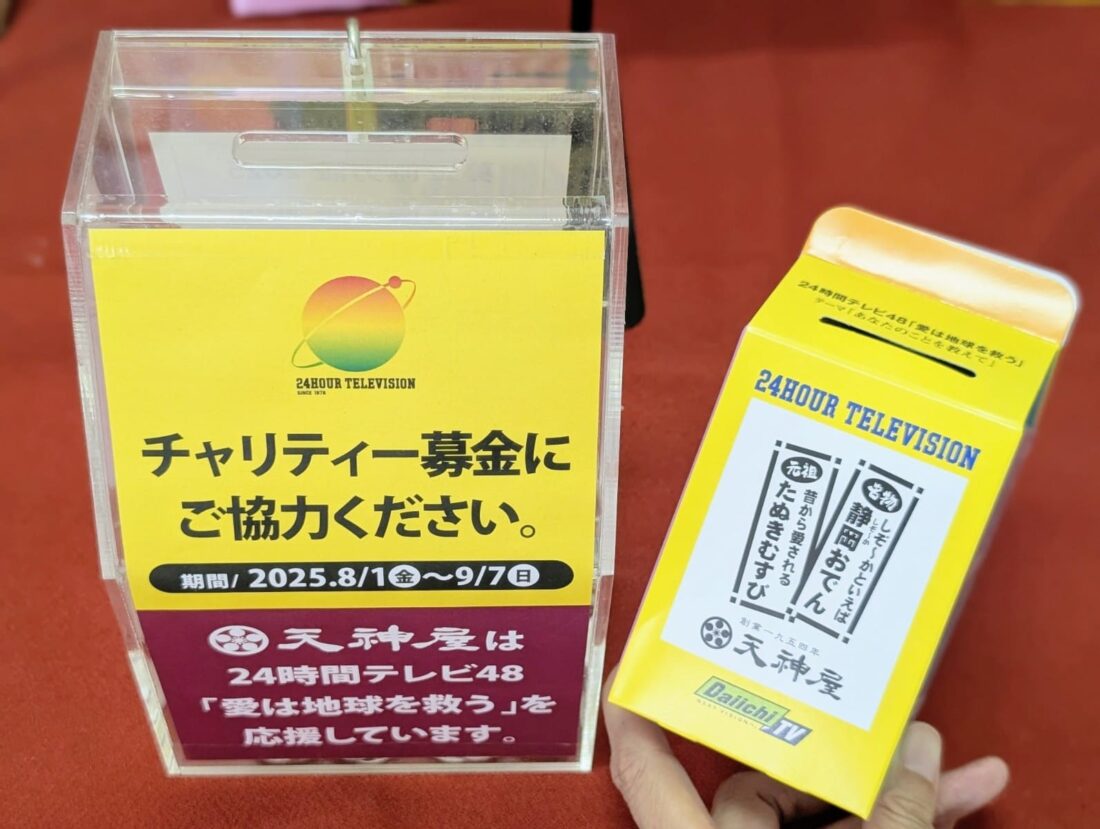 24HOUR TELEVISION
SINCE 1978
チャリティー募金に
ご協力ください。
期間/ 2025.8/1金〜9/7日
天神屋は
24時間テレビ48
「愛は地球を救う」を
応援しています。
24時間テレビ48「愛は地球を救う」
テーマ「あなたのことを教えて」
24HOUR TELEVISION
名物
しぞ〜かといえば
静岡おでん
元祖
昔から愛される
たぬきむすび
創業一九五四年
天神屋
Daiichi TV